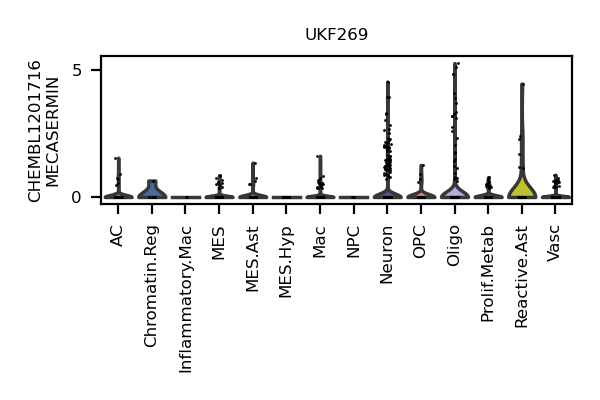 UKF269
CHEMBL1201716
MECASERMIN
5
0
AC
Chromatin.Reg
Inflammatory.Mac
MES
MES.Ast
MES.Hyp
Mac
NPC
Neuron
OPC
Oligo
Prolif.Metab
Reactive.Ast
Vasc